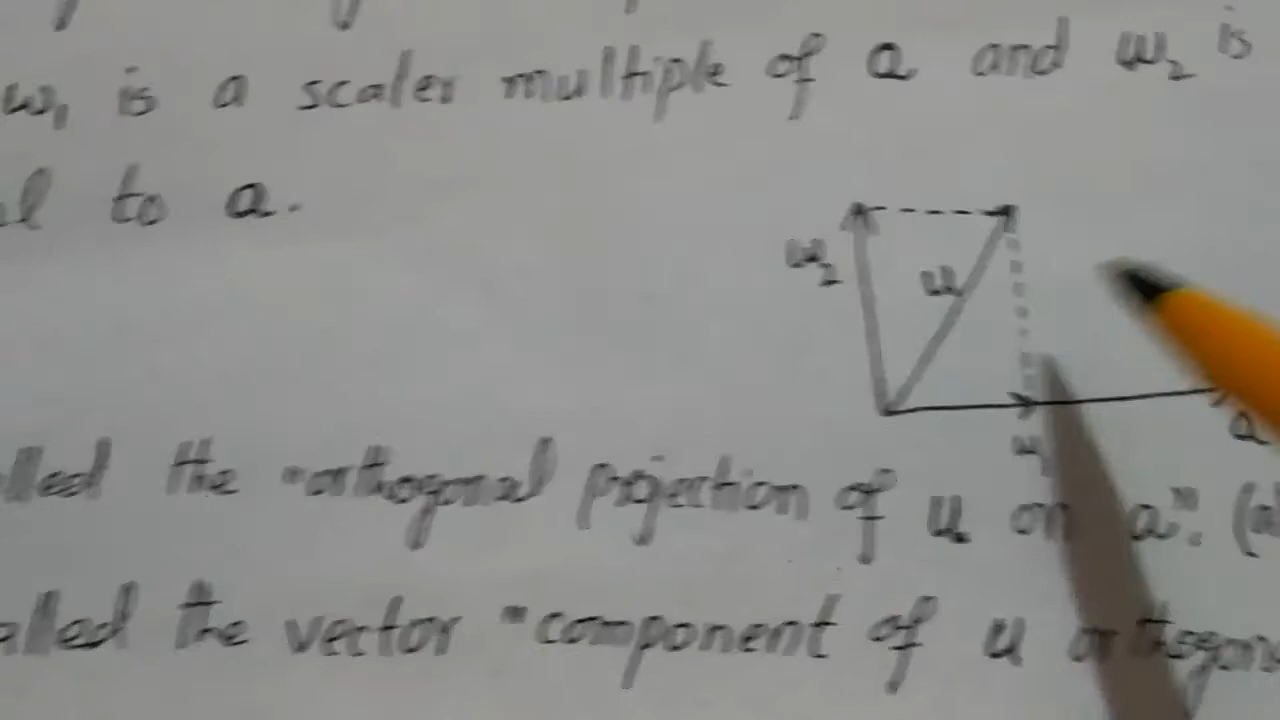 w₁ is a scaler multiple of a and w₂ is
to a.
w₂
u
a
the "orthogonal projection of u on a". (
called the vector "component of u